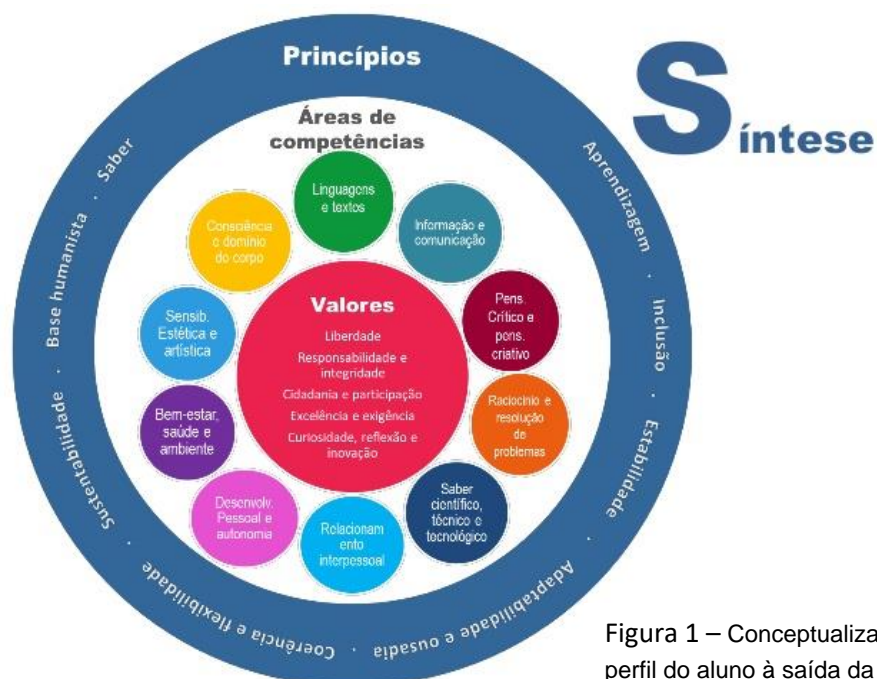 Síntese
Princípios
Áreas de
competências
Linguagens
e textos
Informação e
comunicação
Pens.
Crítico e
pens.
criativo
Raciocínio e
resolução
de
problemas
Saber
científico,
técnico e
tecnológico
Relacionam
ento
interpessoal
Desenvolv.
Pessoal e
autonomia
Bem-estar,
saúde e
ambiente
Sensib.
Estética e
artística
Consciência
e domínio
do corpo
Valores
Liberdade
Responsabilidade e
integridade
Cidadania e participação
Excelência e exigência
Curiosidade, reflexão e
inovação
Aprendizagem · Inclusão · Estabilidade · Adaptabilidade e ousadia · Coerência e flexibilidade · Sustentabilidade · Base humanista · Saber
Figura 1 – Conceptualiza
perfil do aluno à saída da